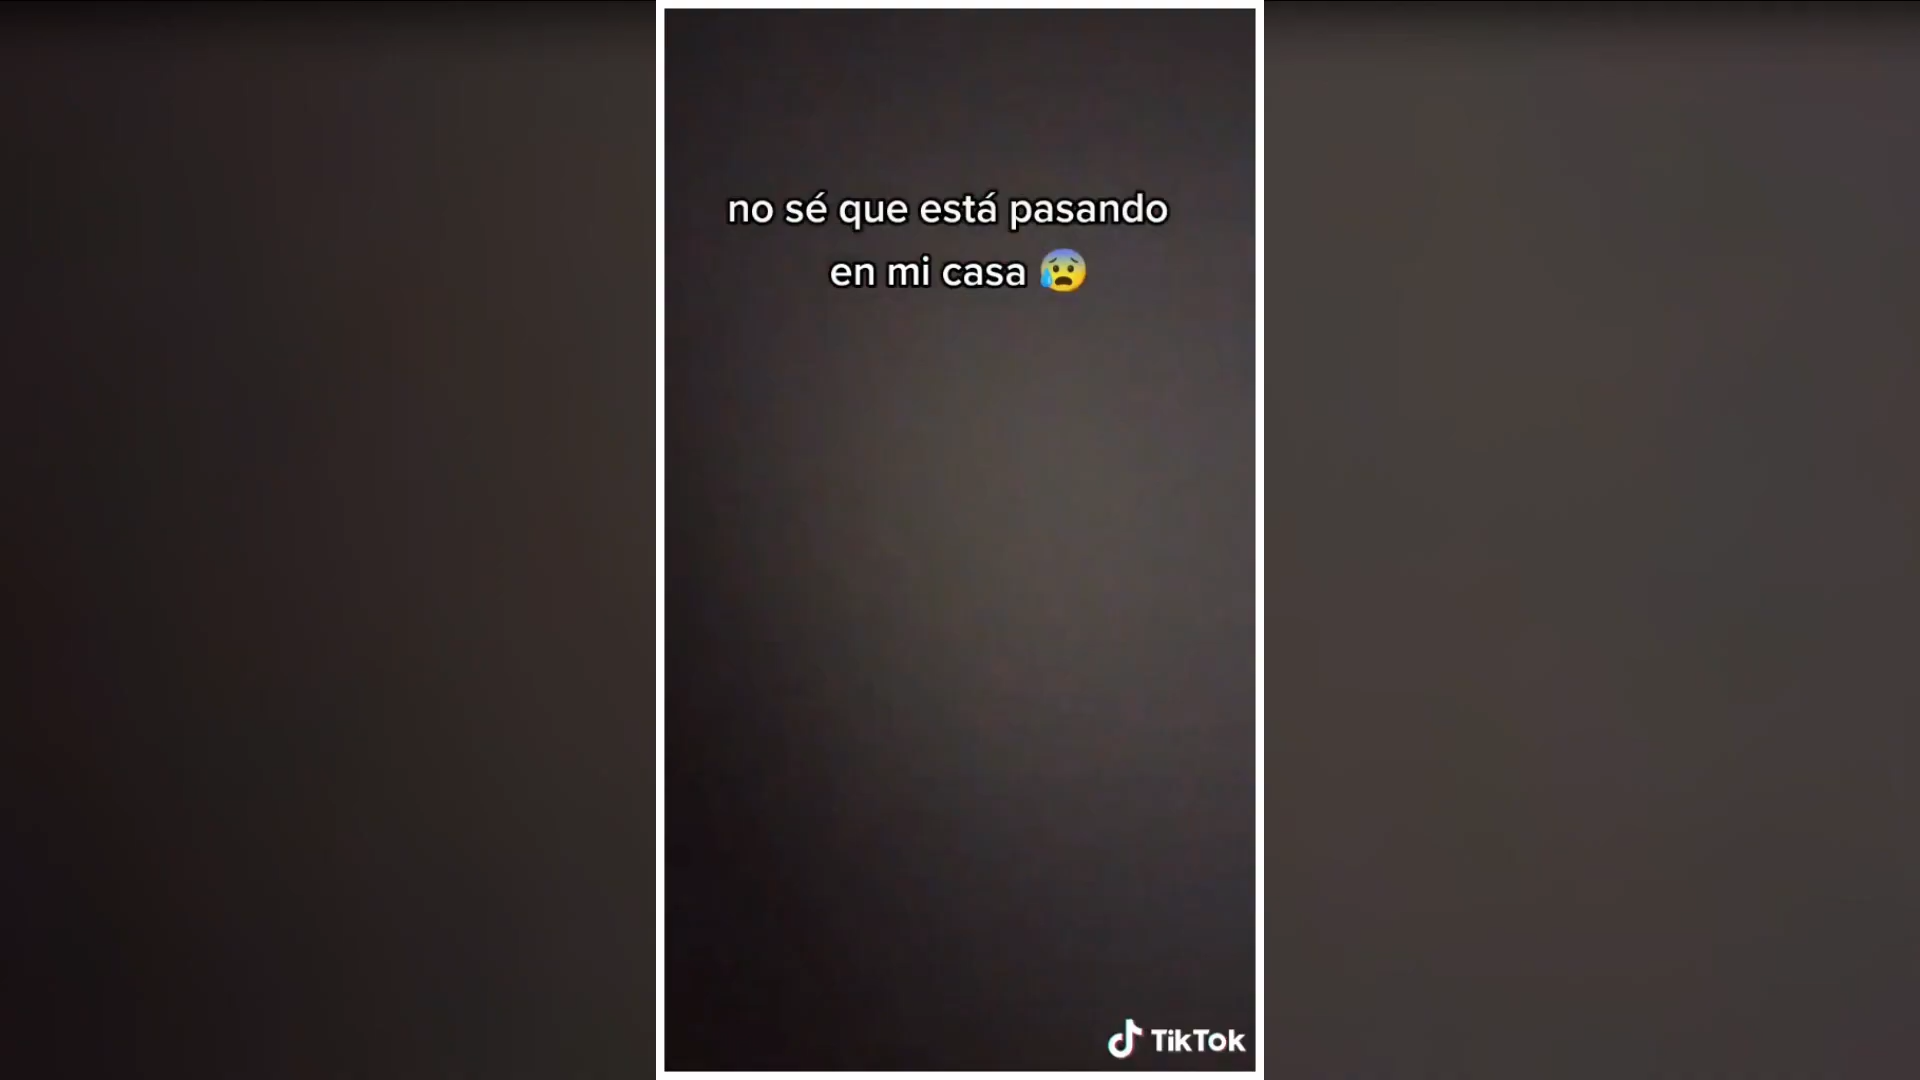 no sé que está pasando
en mi casa 😰
TikTok